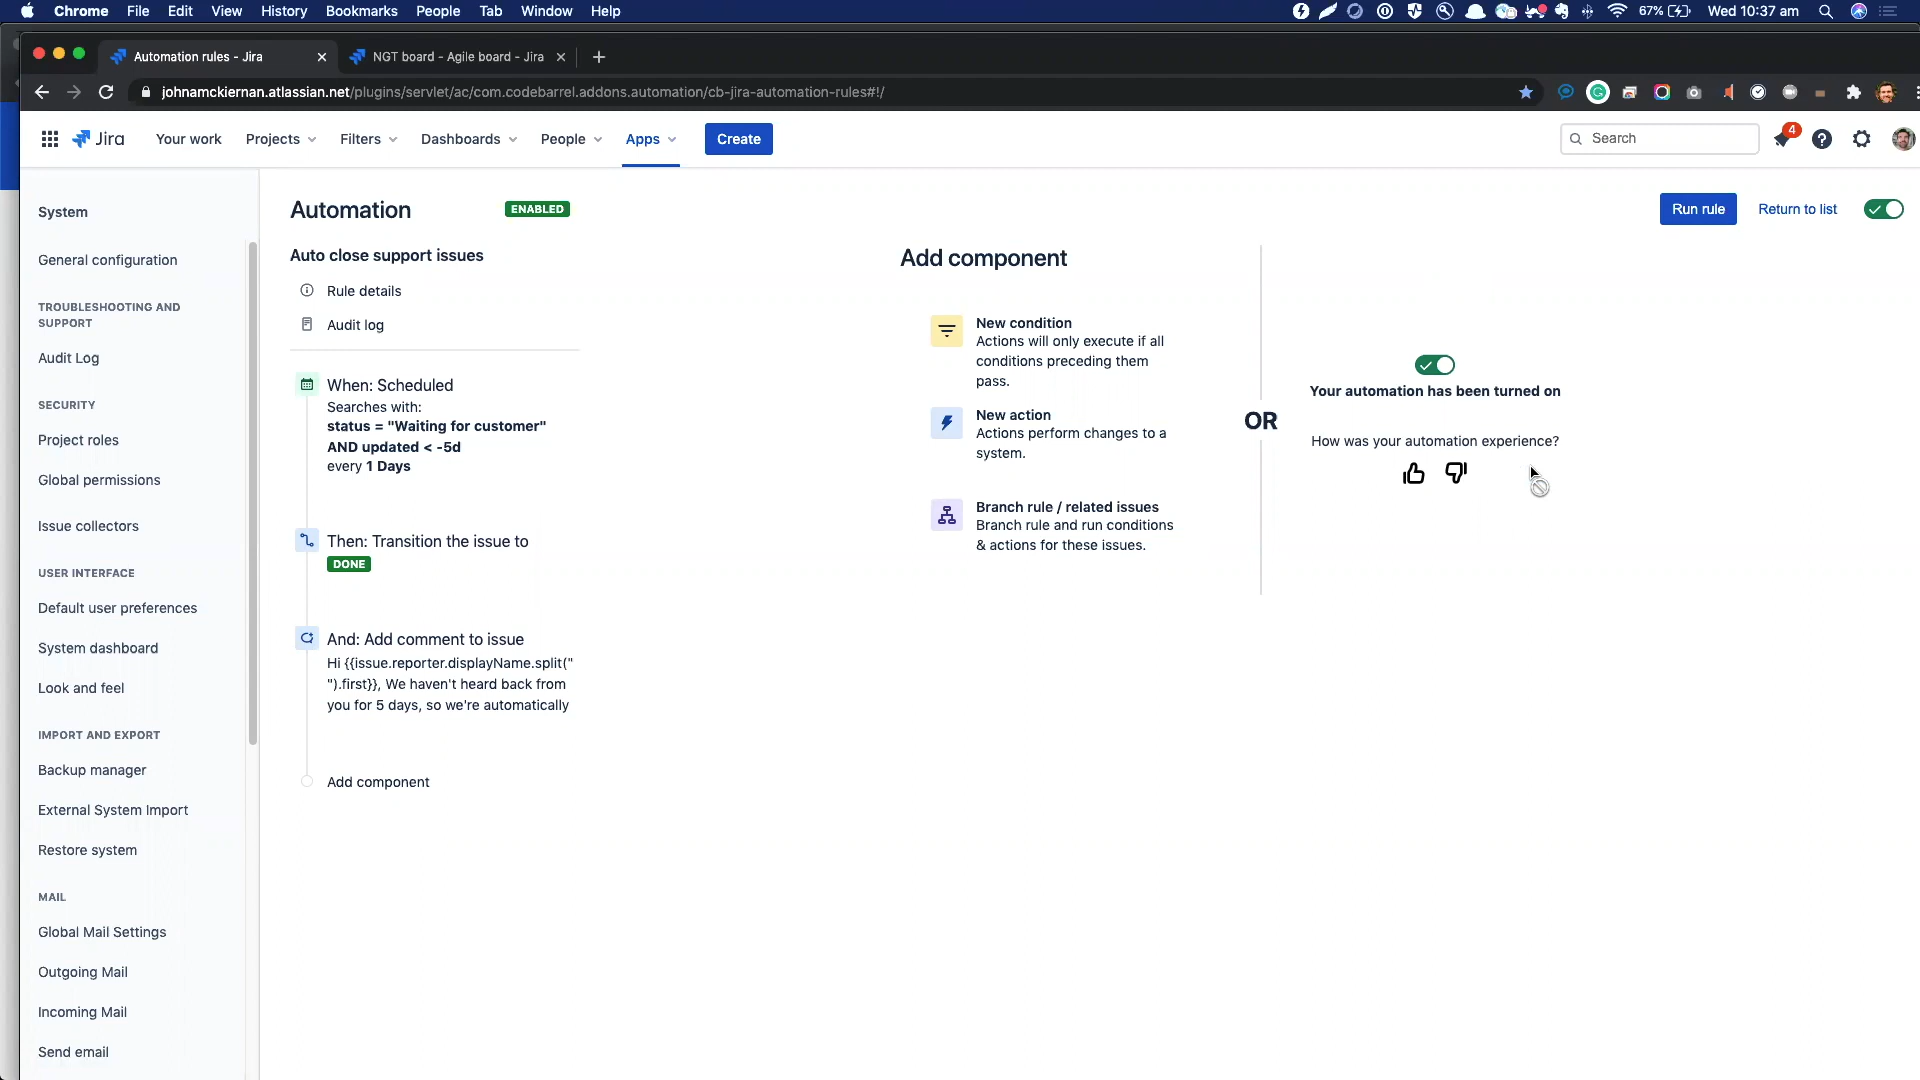 Chrome File Edit View History Bookmarks People Tab Window Help 67% Wed 10:37 am
Automation rules - Jira NGT board - Agile board - Jira
johnamckiernan.atlassian.net/plugins/servlet/ac/com.codebarrel.addons.automation/cb-jira-automation-rules#!/
Jira Your work Projects Filters Dashboards People Apps Create Search 4
System
General configuration
TROUBLESHOOTING AND
SUPPORT
Audit Log
SECURITY
Project roles
Global permissions
Issue collectors
USER INTERFACE
Default user preferences
System dashboard
Look and feel
IMPORT AND EXPORT
Backup manager
External System Import
Restore system
MAIL
Global Mail Settings
Outgoing Mail
Incoming Mail
Send email
Automation ENABLED
Run rule Return to list
Auto close support issues
Rule details
Audit log
When: Scheduled
Searches with:
status = "Waiting for customer"
AND updated < -5d
every 1 Days
Then: Transition the issue to
DONE
And: Add comment to issue
Hi {{issue.reporter.displayName.split("
").first}}, We haven't heard back from
you for 5 days, so we're automatically
Add component
Add component
New condition
Actions will only execute if all
conditions preceding them
pass.
New action
Actions perform changes to a
system.
Branch rule / related issues
Branch rule and run conditions
& actions for these issues.
OR
Your automation has been turned on
How was your automation experience?